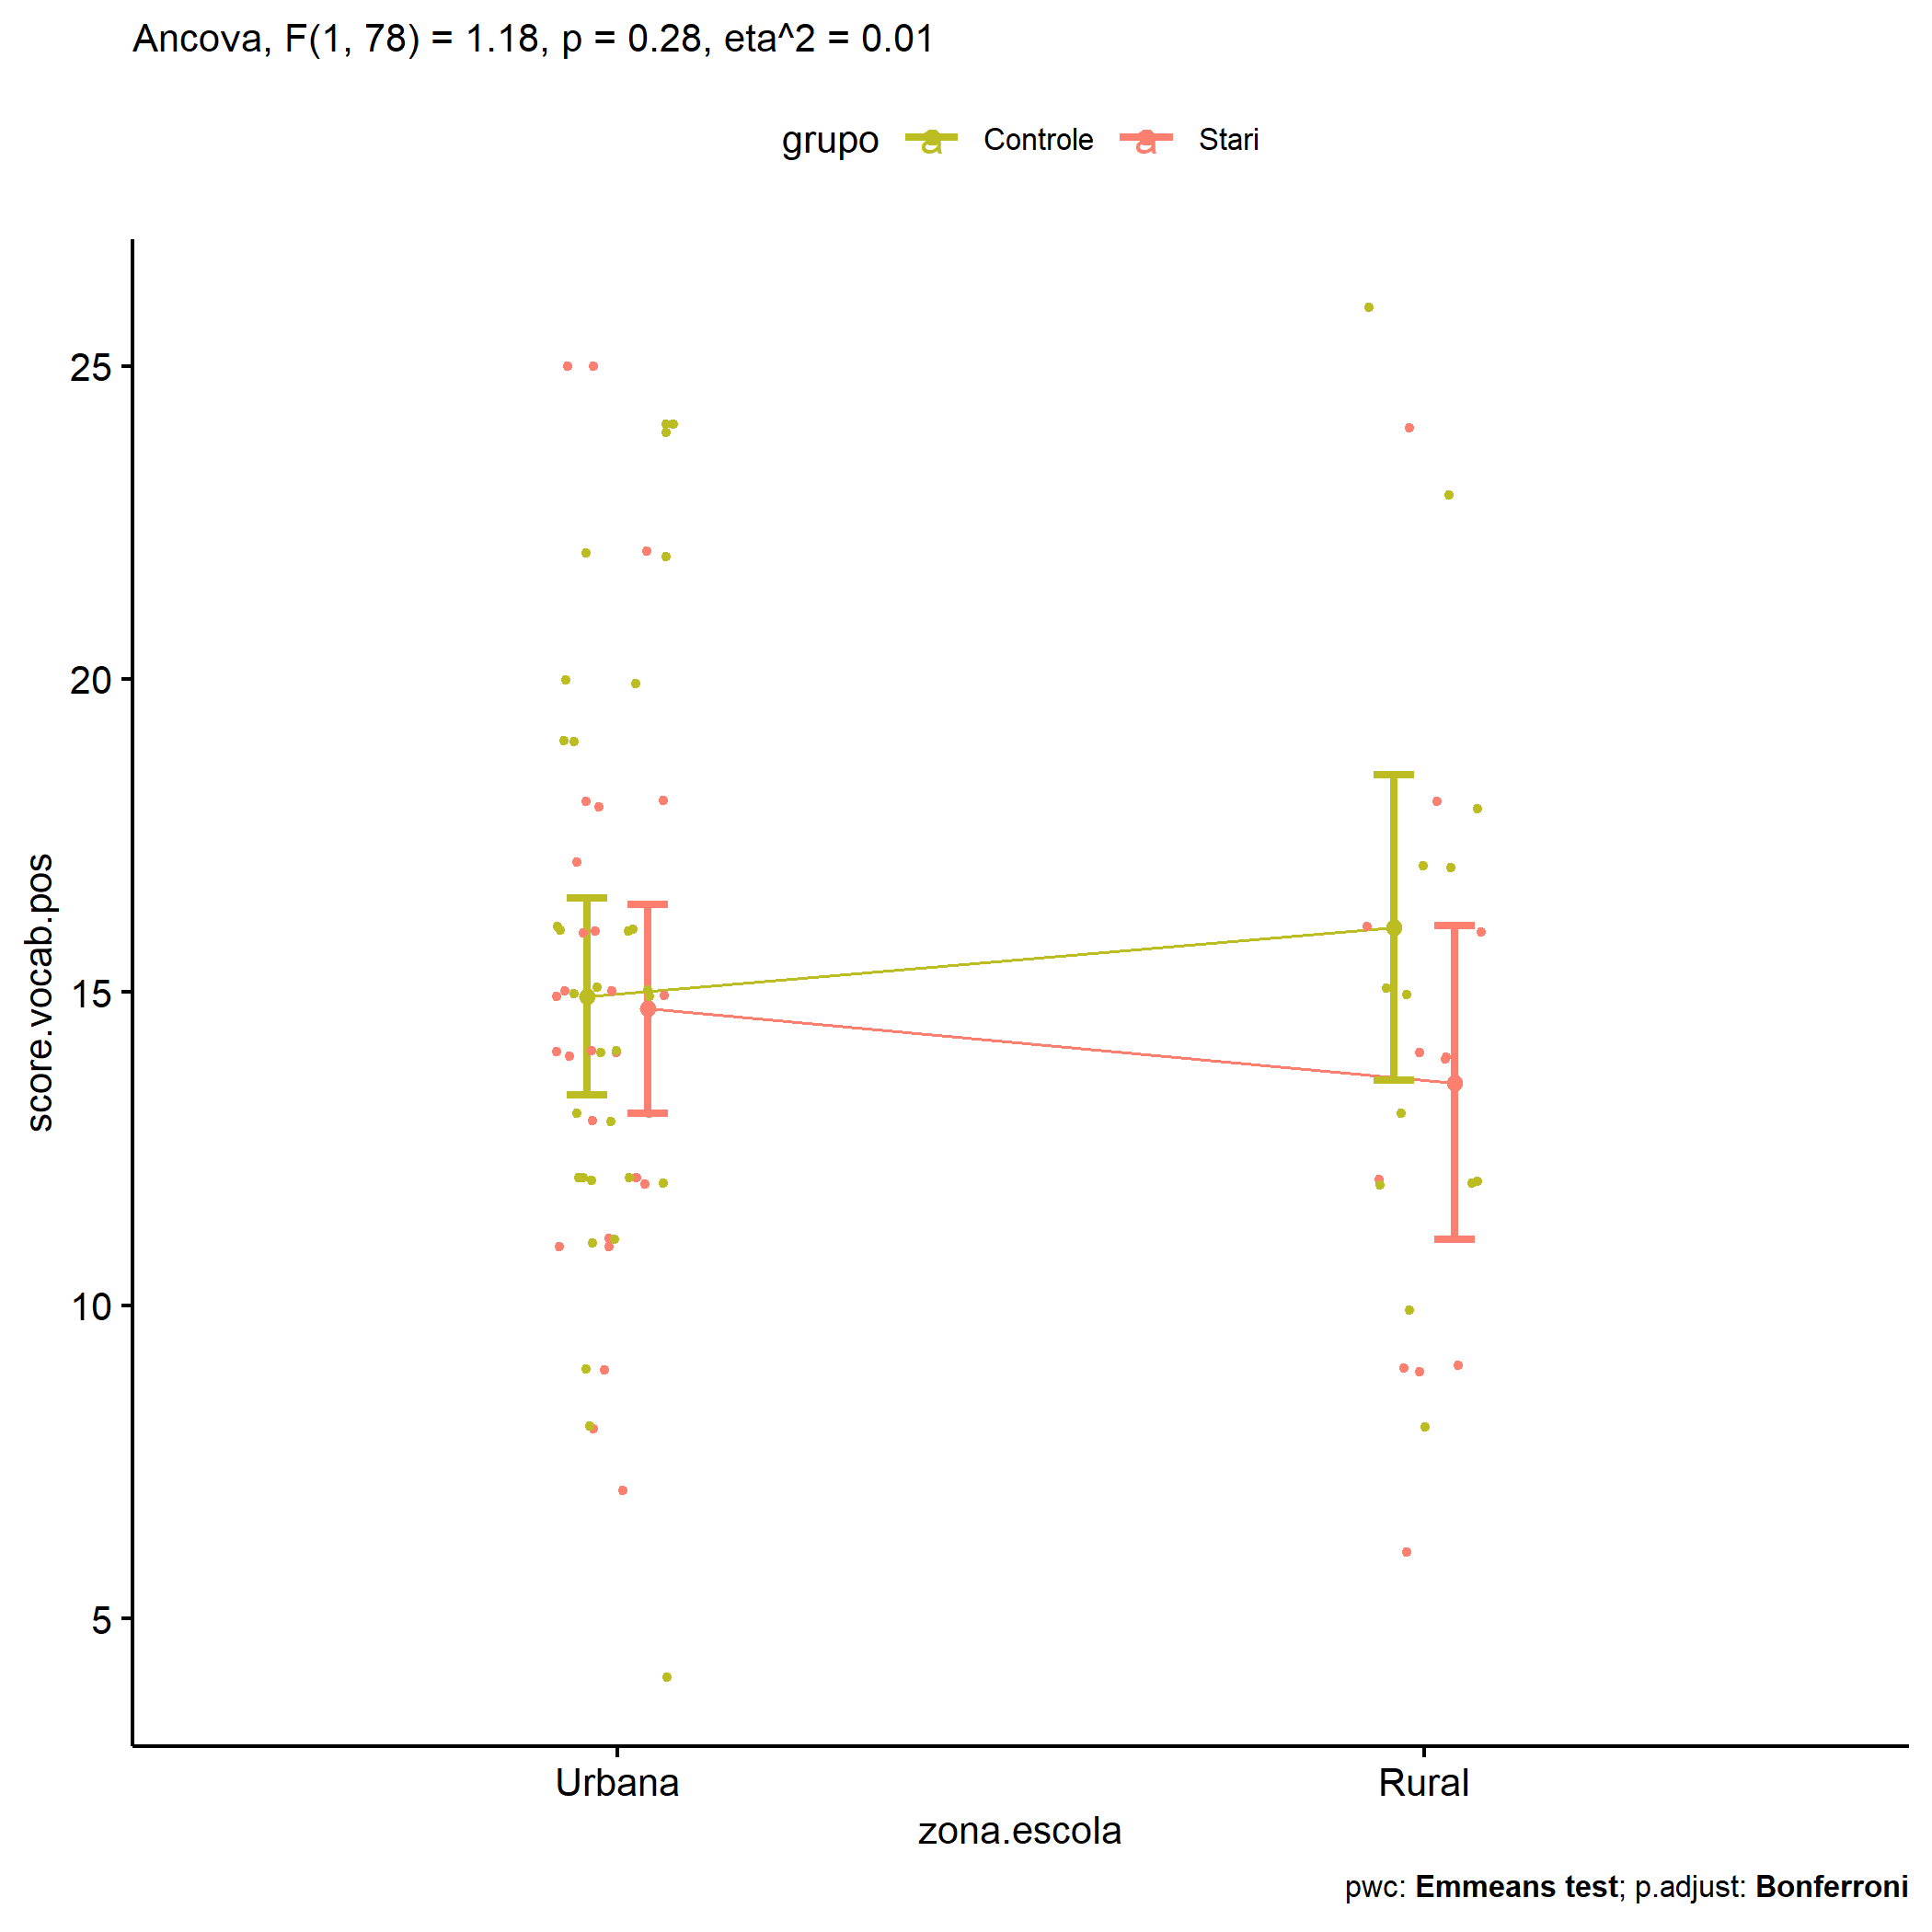 Ancova, F(1, 78) = 1.18, p = 0.28, eta^2 = 0.01
grupo a Controle a Stari
score.vocab.pos
25
20
15
10
5
Urbana Rural
zona.escola
pwc: Emmeans test; p.adjust: Bonferroni